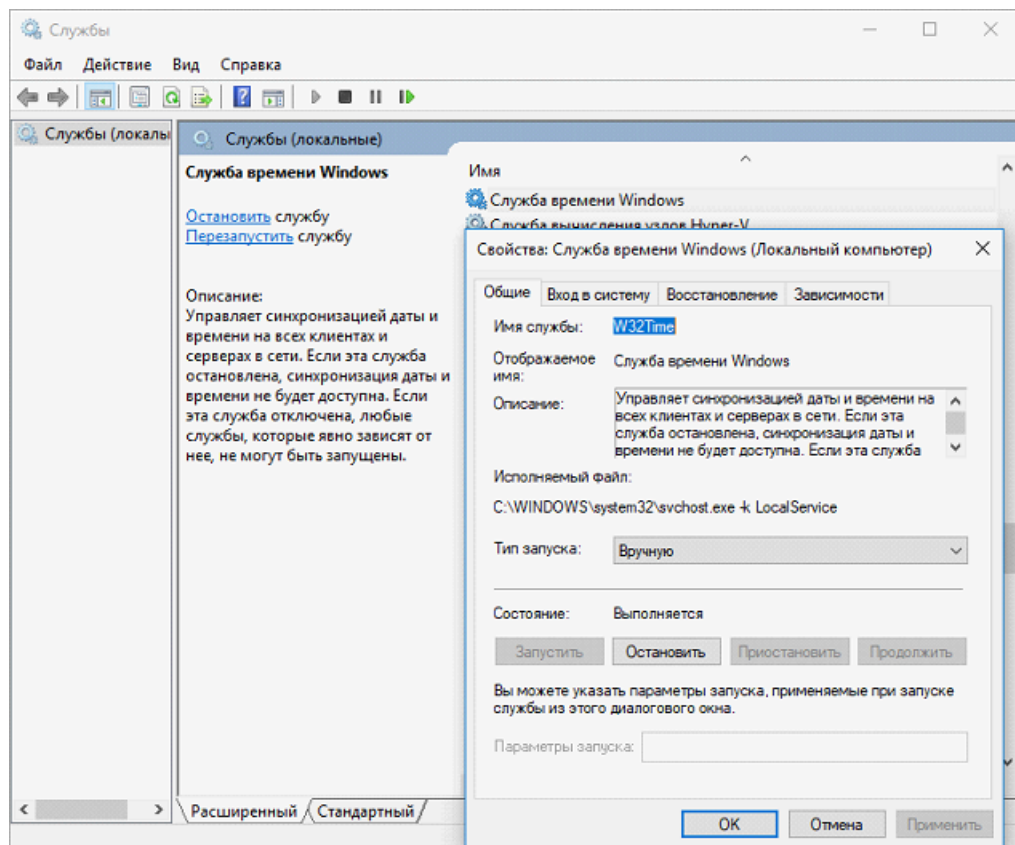 Службы
Файл Действие Вид Справка
Службы (локалы
Службы (локальные)
Служба времени Windows
Остановить службу
Перезапустить службу
Описание:
Управляет синхронизацией даты и
времени на всех клиентах и
серверах в сети. Если эта служба
остановлена, синхронизация даты и
времени не будет доступна. Если
эта служба отключена, любые
службы, которые явно зависят от
нее, не могут быть запущены.
Имя
Служба времени Windows
Служба вычисления узлов Hyper-V
Свойства: Служба времени Windows (Локальный компьютер)
Общие Вход в систему Восстановление Зависимости
Имя службы: W32Time
Отображаемое
имя:
Служба времени Windows
Описание:
Управляет синхронизацией даты и времени на
всех клиентах и серверах в сети. Если эта
служба остановлена, синхронизация даты и
времени не будет доступна. Если эта служба
Исполняемый файл:
C:\WINDOWS\system32\svchost.exe -k LocalService
Тип запуска: Вручную
Состояние: Выполняется
Запустить Остановить Приостановить Продолжить
Вы можете указать параметры запуска, применяемые при запуске
службы из этого диалогового окна.
Параметры запуска:
OK Отмена Применить
Расширенный Стандартный